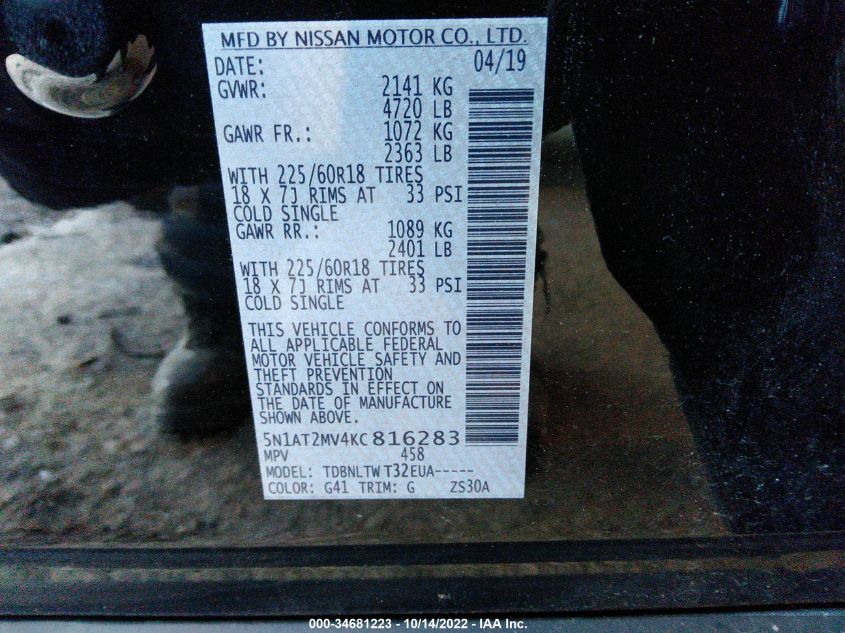 MFD BY NISSAN MOTOR CO., LTD.
DATE: 04/19
GVWR: 2141 KG
4720 LB
GAWR FR.: 1072 KG
2363 LB
WITH 225/60R18 TIRES
18 X 7J RIMS AT 33 PSI
COLD SINGLE
GAWR RR.: 1089 KG
2401 LB
WITH 225/60R18 TIRES
18 X 7J RIMS AT 33 PSI
COLD SINGLE
THIS VEHICLE CONFORMS TO
ALL APPLICABLE FEDERAL
MOTOR VEHICLE SAFETY AND
THEFT PREVENTION
STANDARDS IN EFFECT ON
THE DATE OF MANUFACTURE
SHOWN ABOVE.
5N1AT2MV4KC816283
MPV 458
MODEL: TDBNLTW T32EUA-----
COLOR: G41 TRIM: G ZS30A
000-34681223 - 10/14/2022 - IAA Inc.